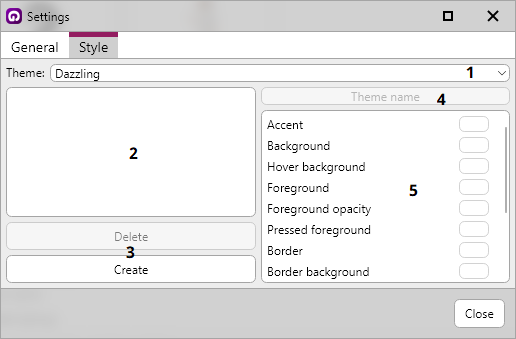 Settings
General Style
Theme: Dazzling 1
2
Delete
3
Create
Theme name 4
Accent
Background
Hover background
Foreground 5
Foreground opacity
Pressed foreground
Border
Border background
Close